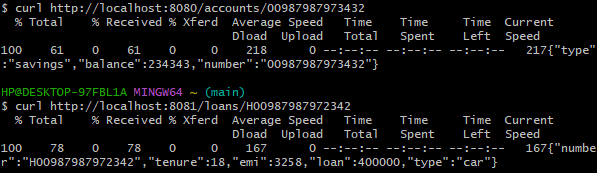 $ curl http://localhost:8080/accounts/00987987973432
% Total % Received % Xferd Average Speed Time Time Time Current
Dload Upload Total Spent Left Speed
100 61 0 61 0 0 218 0 --:--:-- --:--:-- --:--:-- 217{"type"
:"savings","balance":234343,"number":"00987987973432"}
HP@DESKTOP-97FBL1A MINGW64 ~ (main)
$ curl http://localhost:8081/loans/H00987987972342
% Total % Received % Xferd Average Speed Time Time Time Current
Dload Upload Total Spent Left Speed
100 78 0 78 0 0 167 0 --:--:-- --:--:-- --:--:-- 167{"numbe
r":"H00987987972342","tenure":18,"emi":3258,"loan":400000,"type":"car"}